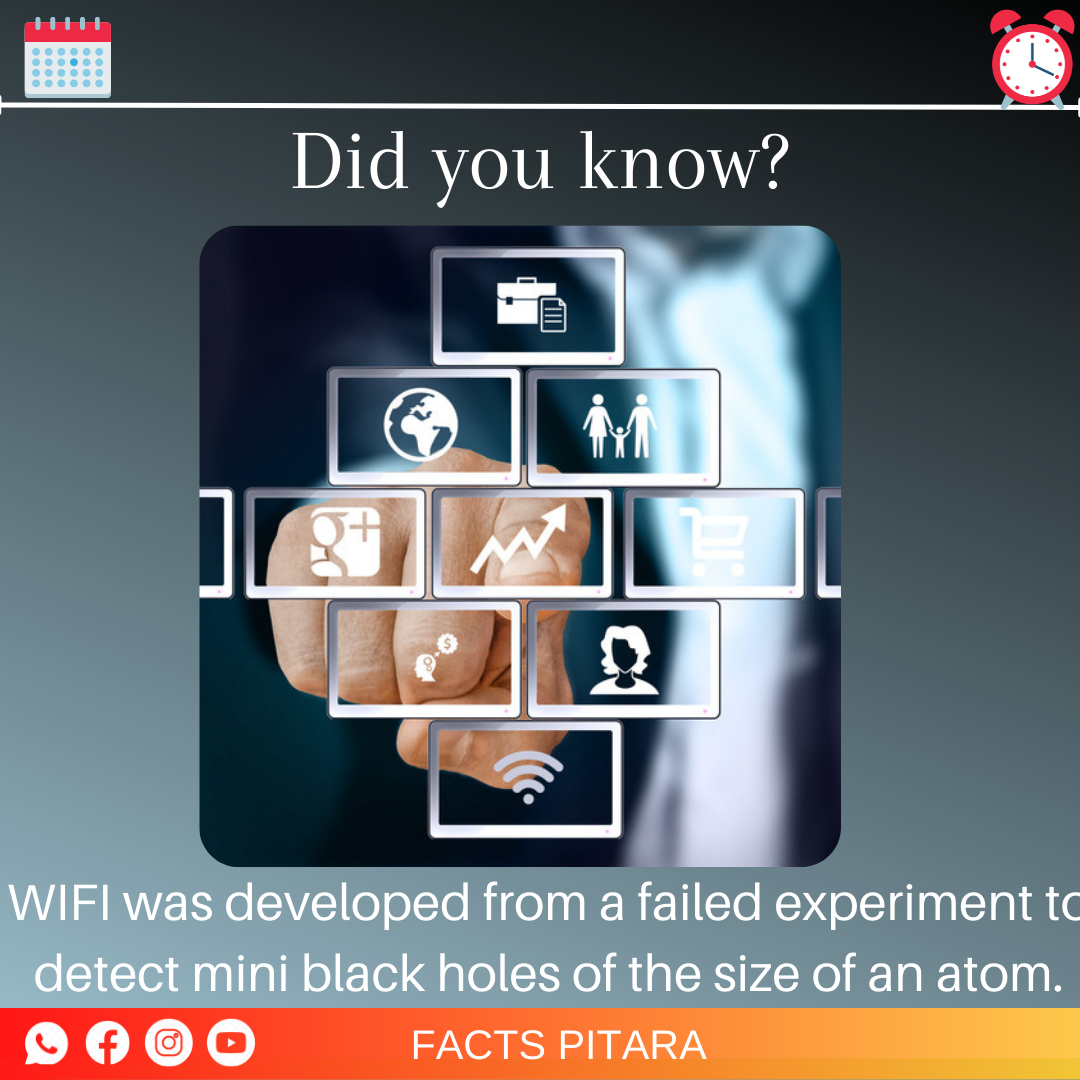 Did you know?
WIFI was developed from a failed experiment to
detect mini black holes of the size of an atom.
FACTS PITARA